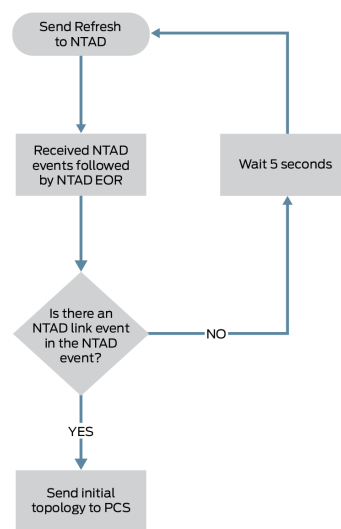 Send Refresh
to NTAD
Received NTAD
events followed
by NTAD EOR
Wait 5 seconds
Is there an
NTAD link event
in the NTAD
event?
NO
YES
Send initial
topology to PCS